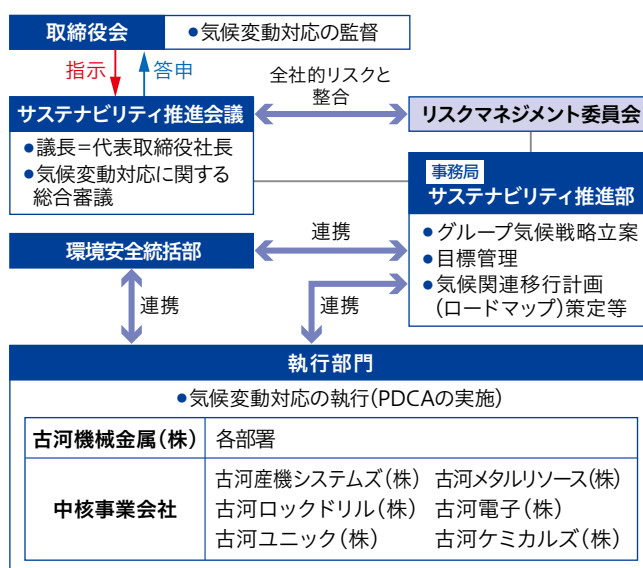 取締役会
●気候変動対応の監督
指示
答申
全社的リスクと
整合
サステナビリティ推進会議
●議長＝代表取締役社長
●気候変動対応に関する
総合審議
リスクマネジメント委員会
事務局
サステナビリティ推進部
●グループ気候戦略立案
●目標管理
●気候関連移行計画
(ロードマップ)策定等
環境安全統括部
連携
連携
連携
執行部門
●気候変動対応の執行(PDCAの実施)
古河機械金属(株)
各部署
中核事業会社
古河産機システムズ(株) 古河メタルリソース(株)
古河ロックドリル(株) 古河電子(株)
古河ユニック(株) 古河ケミカルズ(株)